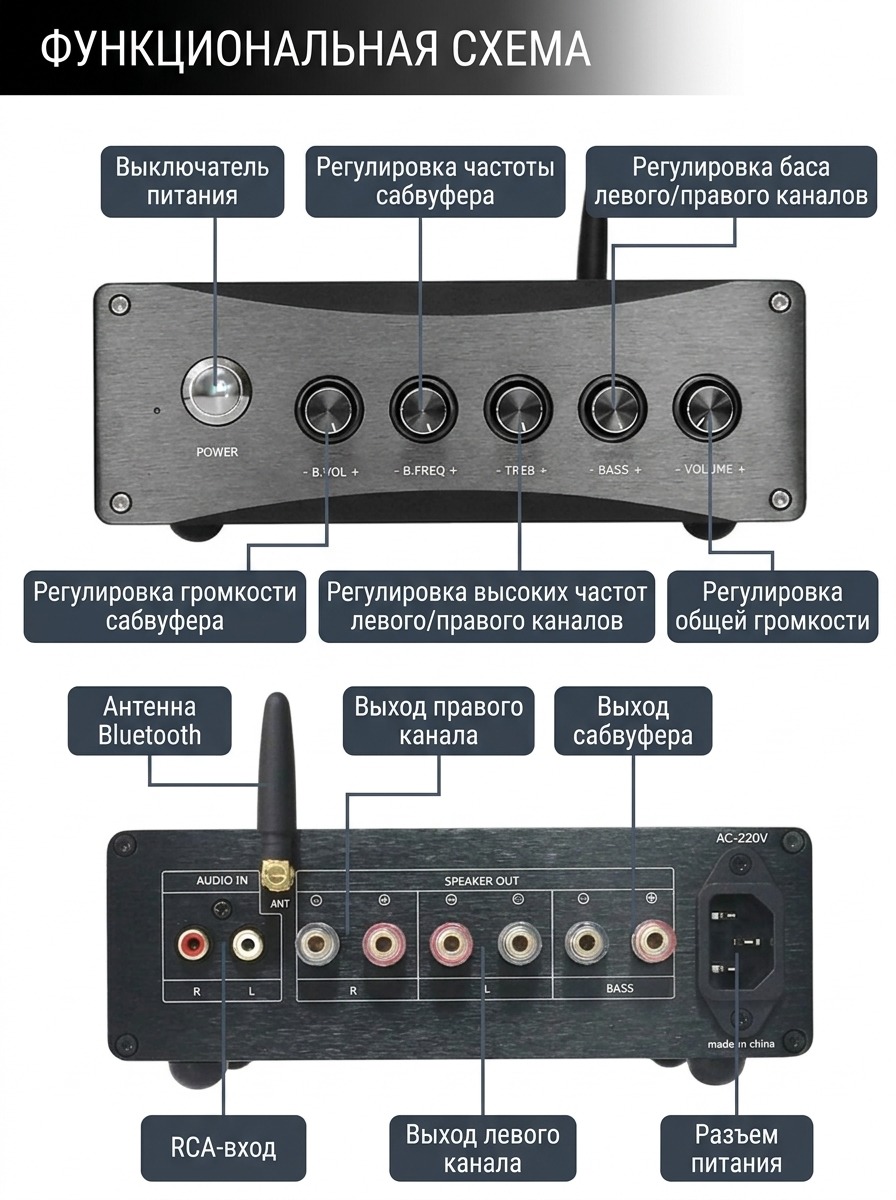 ФУНКЦИОНАЛЬНАЯ СХЕМА
Выключатель
питания
Регулировка частоты
сабвуфера
Регулировка баса
левого/правого каналов
POWER
- B.VOL +
- B.FREQ +
- TREB +
- BASS +
- VOLUME +
Регулировка громкости
сабвуфера
Регулировка высоких частот
левого/правого каналов
Регулировка
общей громкости
Антенна
Bluetooth
Выход правого
канала
Выход
сабвуфера
AC-220V
AUDIO IN
ANT
SPEAKER OUT
R
L
R
L
BASS
made in china
RCA-вход
Выход левого
канала
Разъем
питания